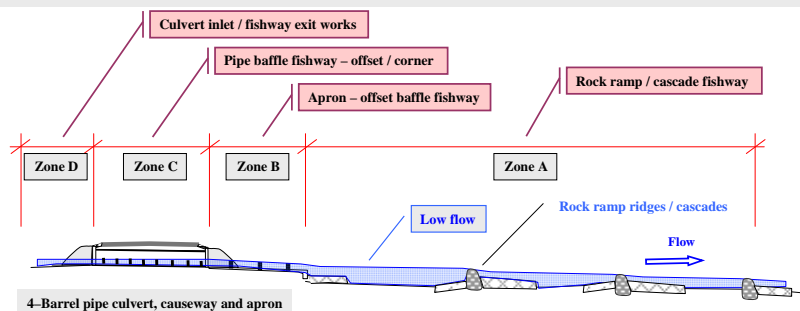 Culvert inlet / fishway exit works
Pipe baffle fishway – offset / corner
Rock ramp / cascade fishway
Apron – offset baffle fishway
Zone D
Zone C
Zone B
Zone A
Low flow
Rock ramp ridges / cascades
Flow
4–Barrel pipe culvert, causeway and apron